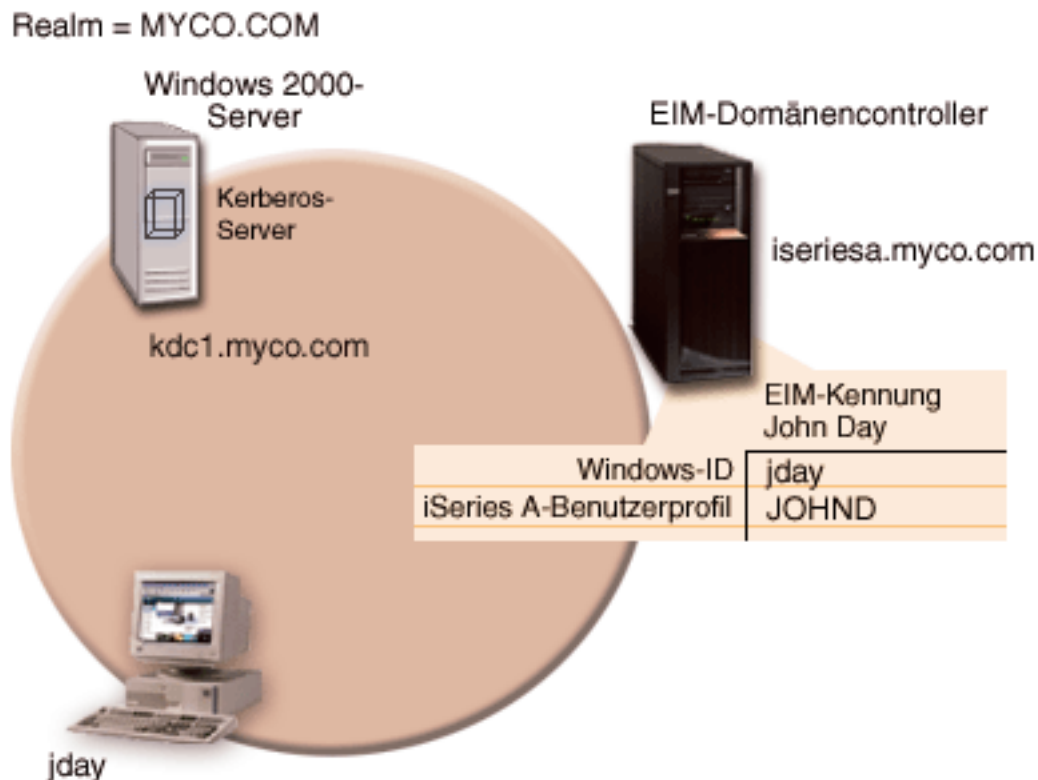 Realm = MYCO.COM
Windows 2000-
Server
EIM-Domänencontroller
Kerberos-
Server
iseriesa.myco.com
kdc1.myco.com
EIM-Kennung
John Day
Windows-ID jday
iSeries A-Benutzerprofil JOHND
jday